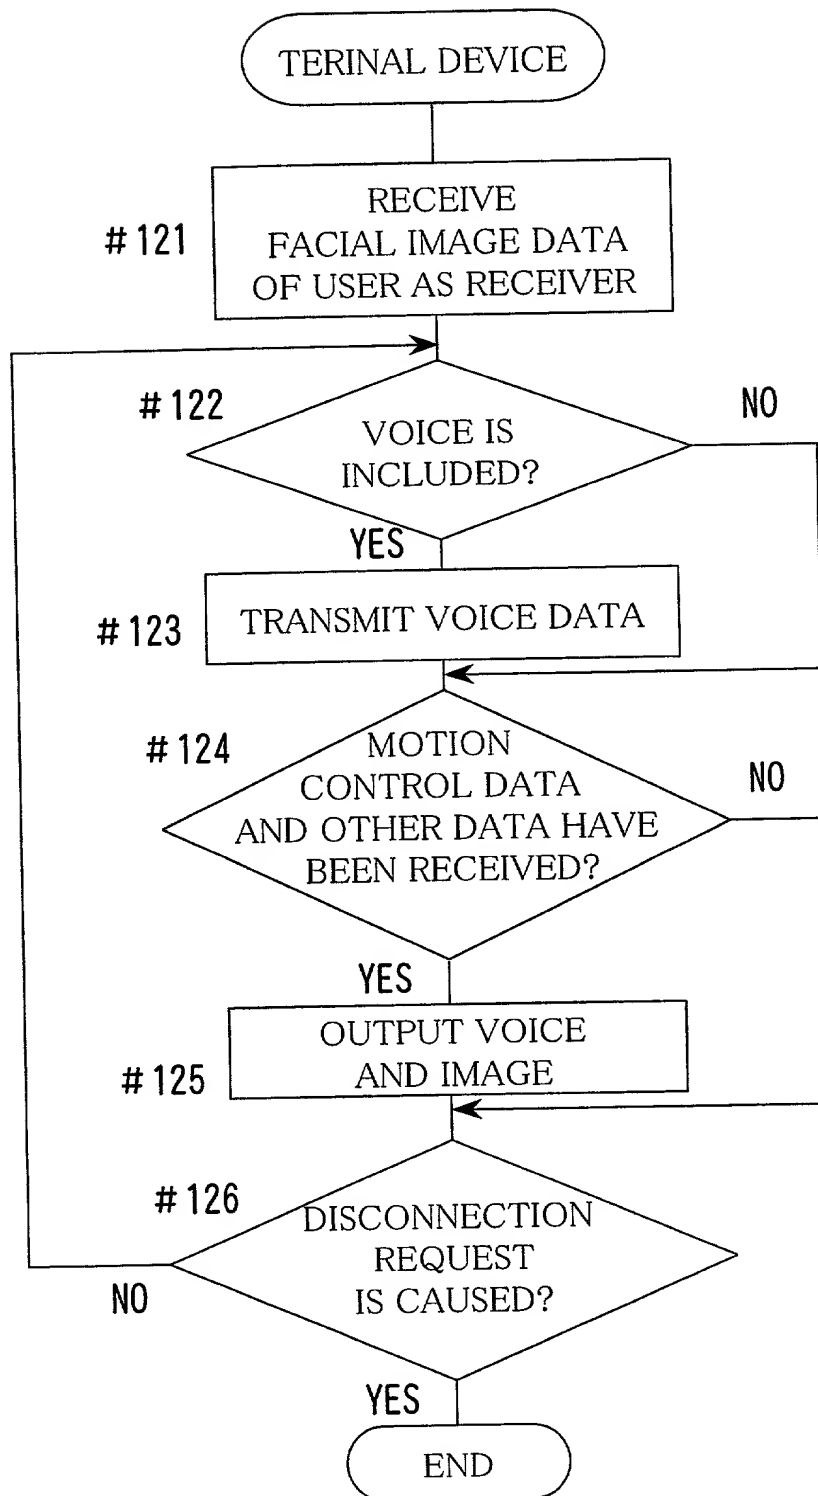 TERINAL DEVICE
# 121
RECEIVE
FACIAL IMAGE DATA
OF USER AS RECEIVER
# 122
NO
VOICE IS
INCLUDED?
YES
# 123
TRANSMIT VOICE DATA
# 124
MOTION
CONTROL DATA
AND OTHER DATA HAVE
BEEN RECEIVED?
NO
YES
# 125
OUTPUT VOICE
AND IMAGE
# 126
DISCONNECTION
REQUEST
IS CAUSED?
NO
YES
END